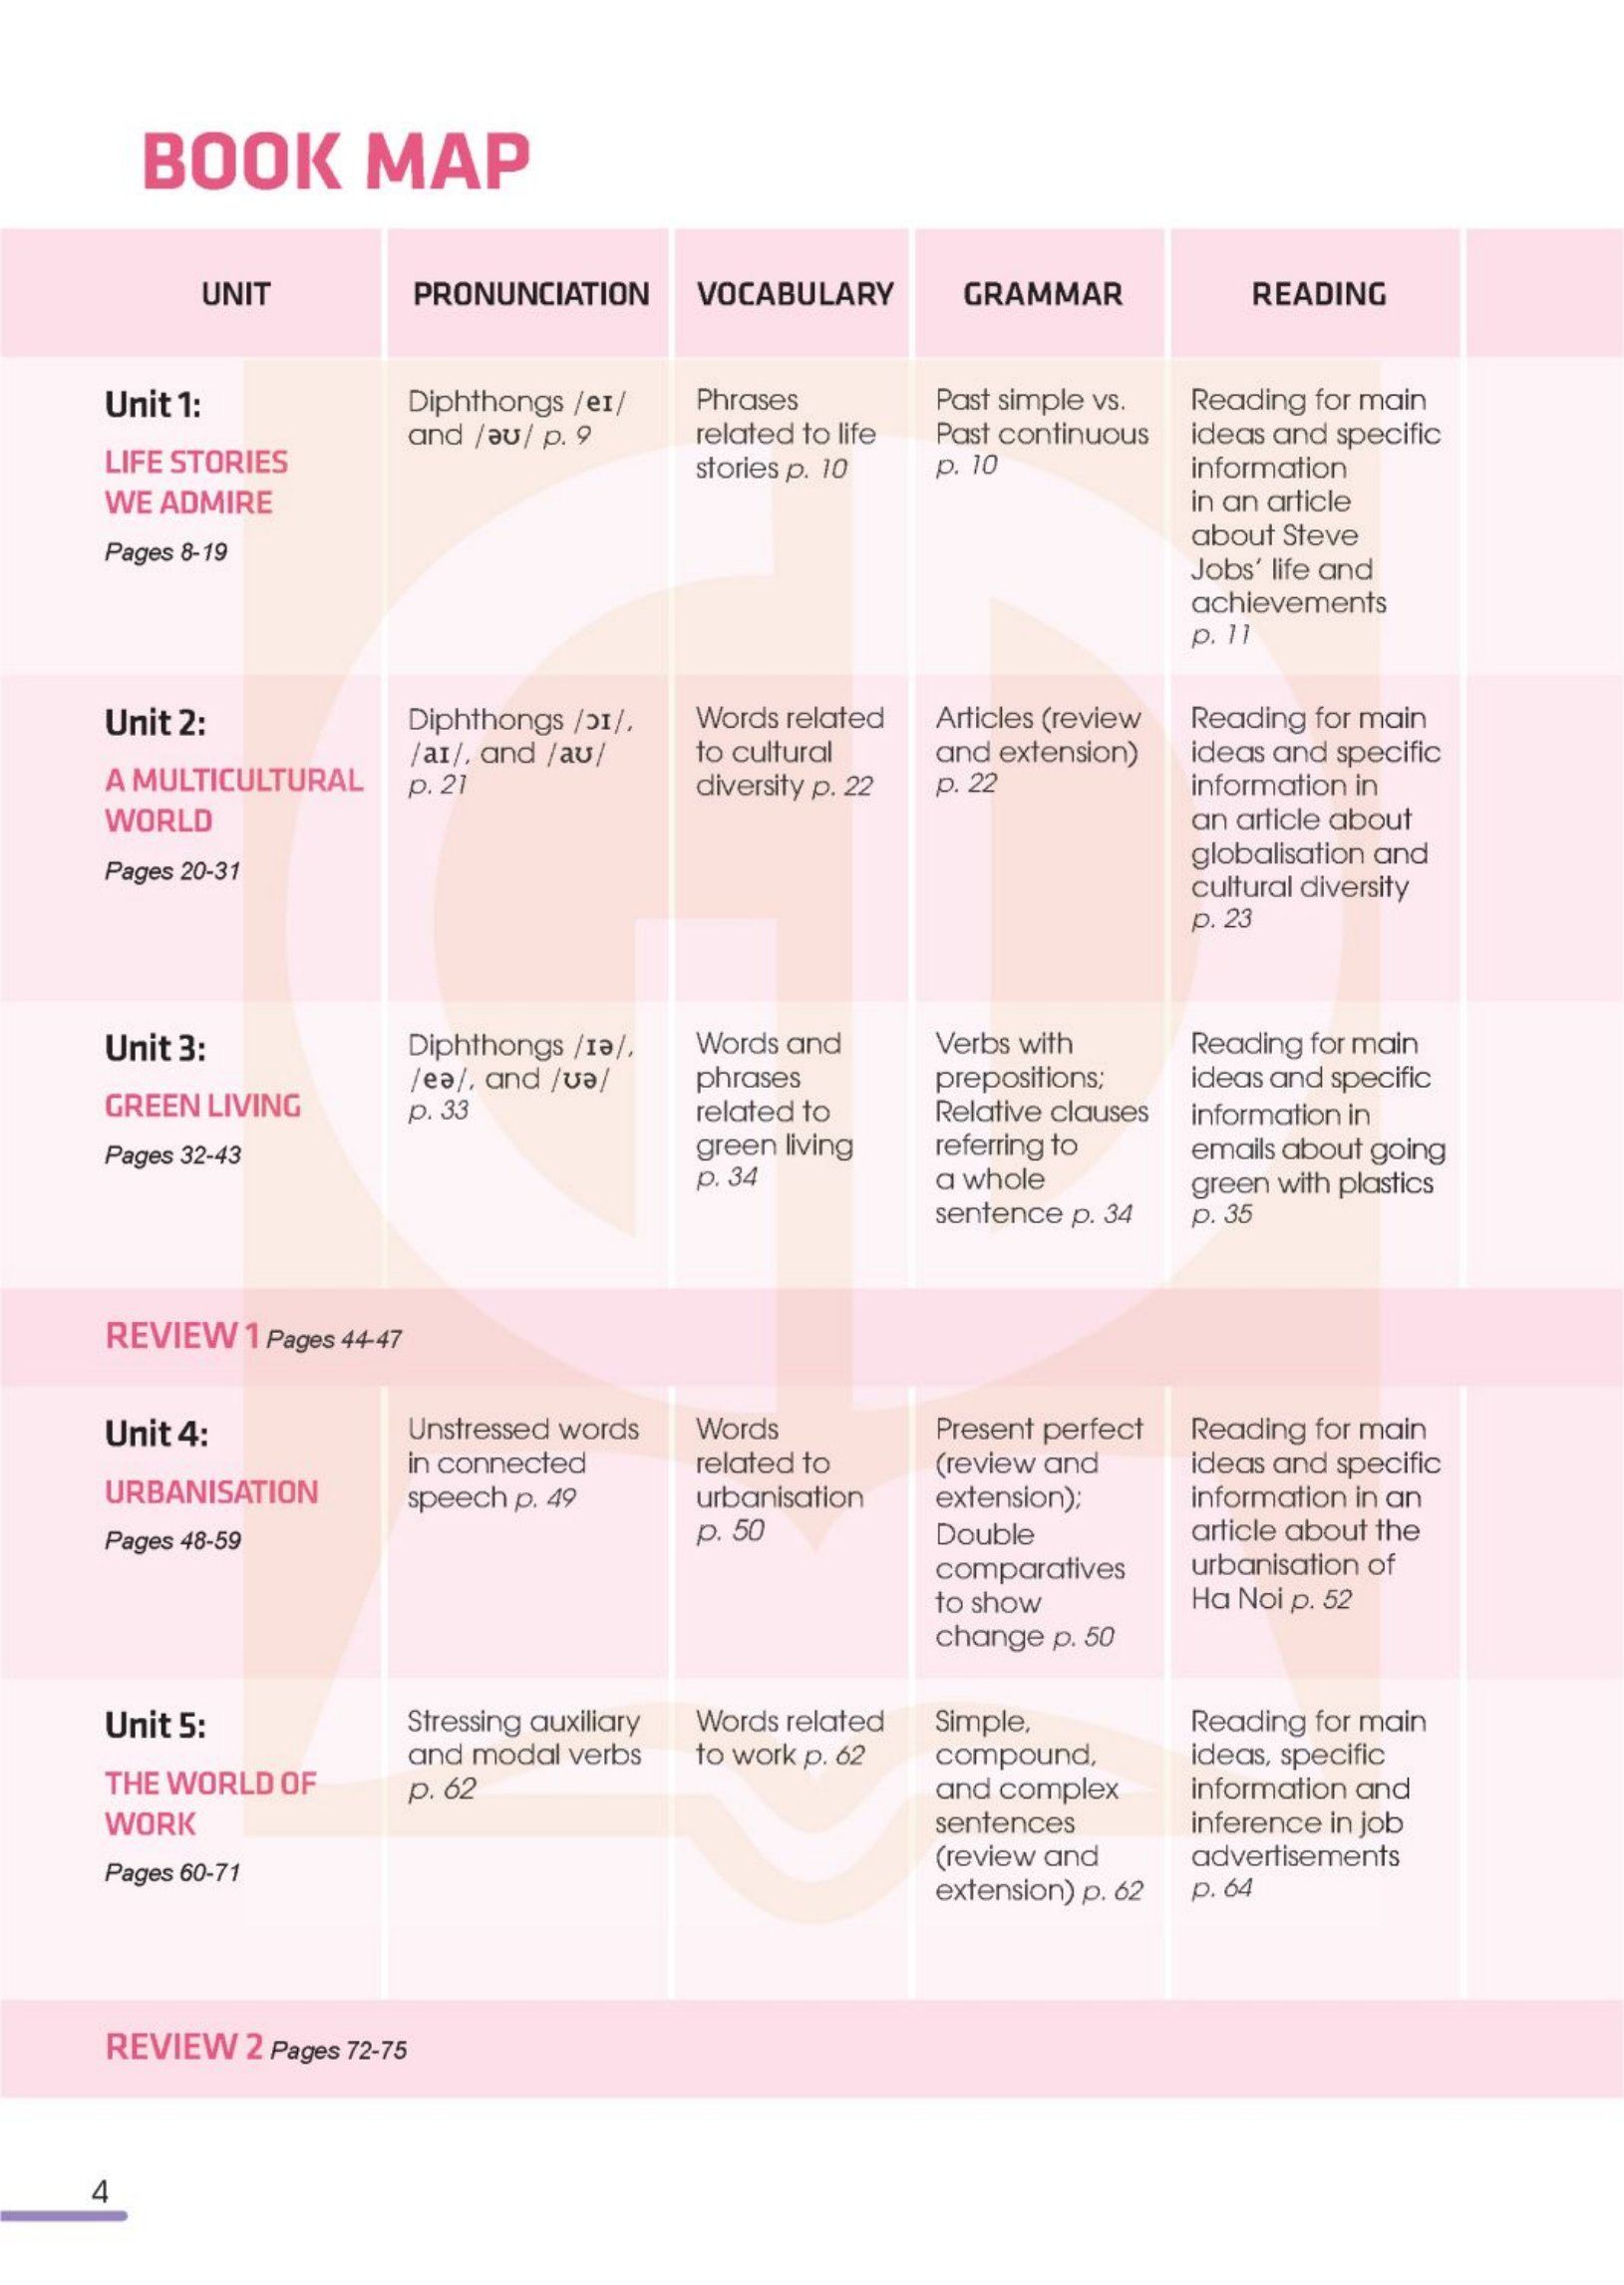 BOOK MAP
UNIT
PRONUNCIATION
VOCABULARY
GRAMMAR
READING
Unit 1:
LIFE STORIES
WE ADMIRE
Pages 8-19
Diphthongs /eɪ/
and /əʊ/ p. 9
Phrases
related to life
stories p. 10
Past simple vs.
Past continuous
p. 10
Reading for main
ideas and specific
information
in an article
about Steve
Jobs’ life and
achievements
p. 11
Unit 2:
A MULTICULTURAL
WORLD
Pages 20-31
Diphthongs /ɔɪ/,
/aɪ/, and /aʊ/
p. 21
Words related
to cultural
diversity p. 22
Articles (review
and extension)
p. 22
Reading for main
ideas and specific
information in
an article about
globalisation and
cultural diversity
p. 23
Unit 3:
GREEN LIVING
Pages 32-43
Diphthongs /ɪə/,
/eə/, and /ʊə/
p. 33
Words and
phrases
related to
green living
p. 34
Verbs with
prepositions;
Relative clauses
referring to
a whole
sentence p. 34
Reading for main
ideas and specific
information in
emails about going
green with plastics
p. 35
REVIEW 1 Pages 44-47
Unit 4:
URBANISATION
Pages 48-59
Unstressed words
in connected
speech p. 49
Words
related to
urbanisation
p. 50
Present perfect
(review and
extension);
Double
comparatives
to show
change p. 50
Reading for main
ideas and specific
information in an
article about the
urbanisation of
Ha Noi p. 52
Unit 5:
THE WORLD OF
WORK
Pages 60-71
Stressing auxiliary
and modal verbs
p. 62
Words related
to work p. 62
Simple,
compound,
and complex
sentences
(review and
extension) p. 62
Reading for main
ideas, specific
information and
inference in job
advertisements
p. 64
REVIEW 2 Pages 72-75
4